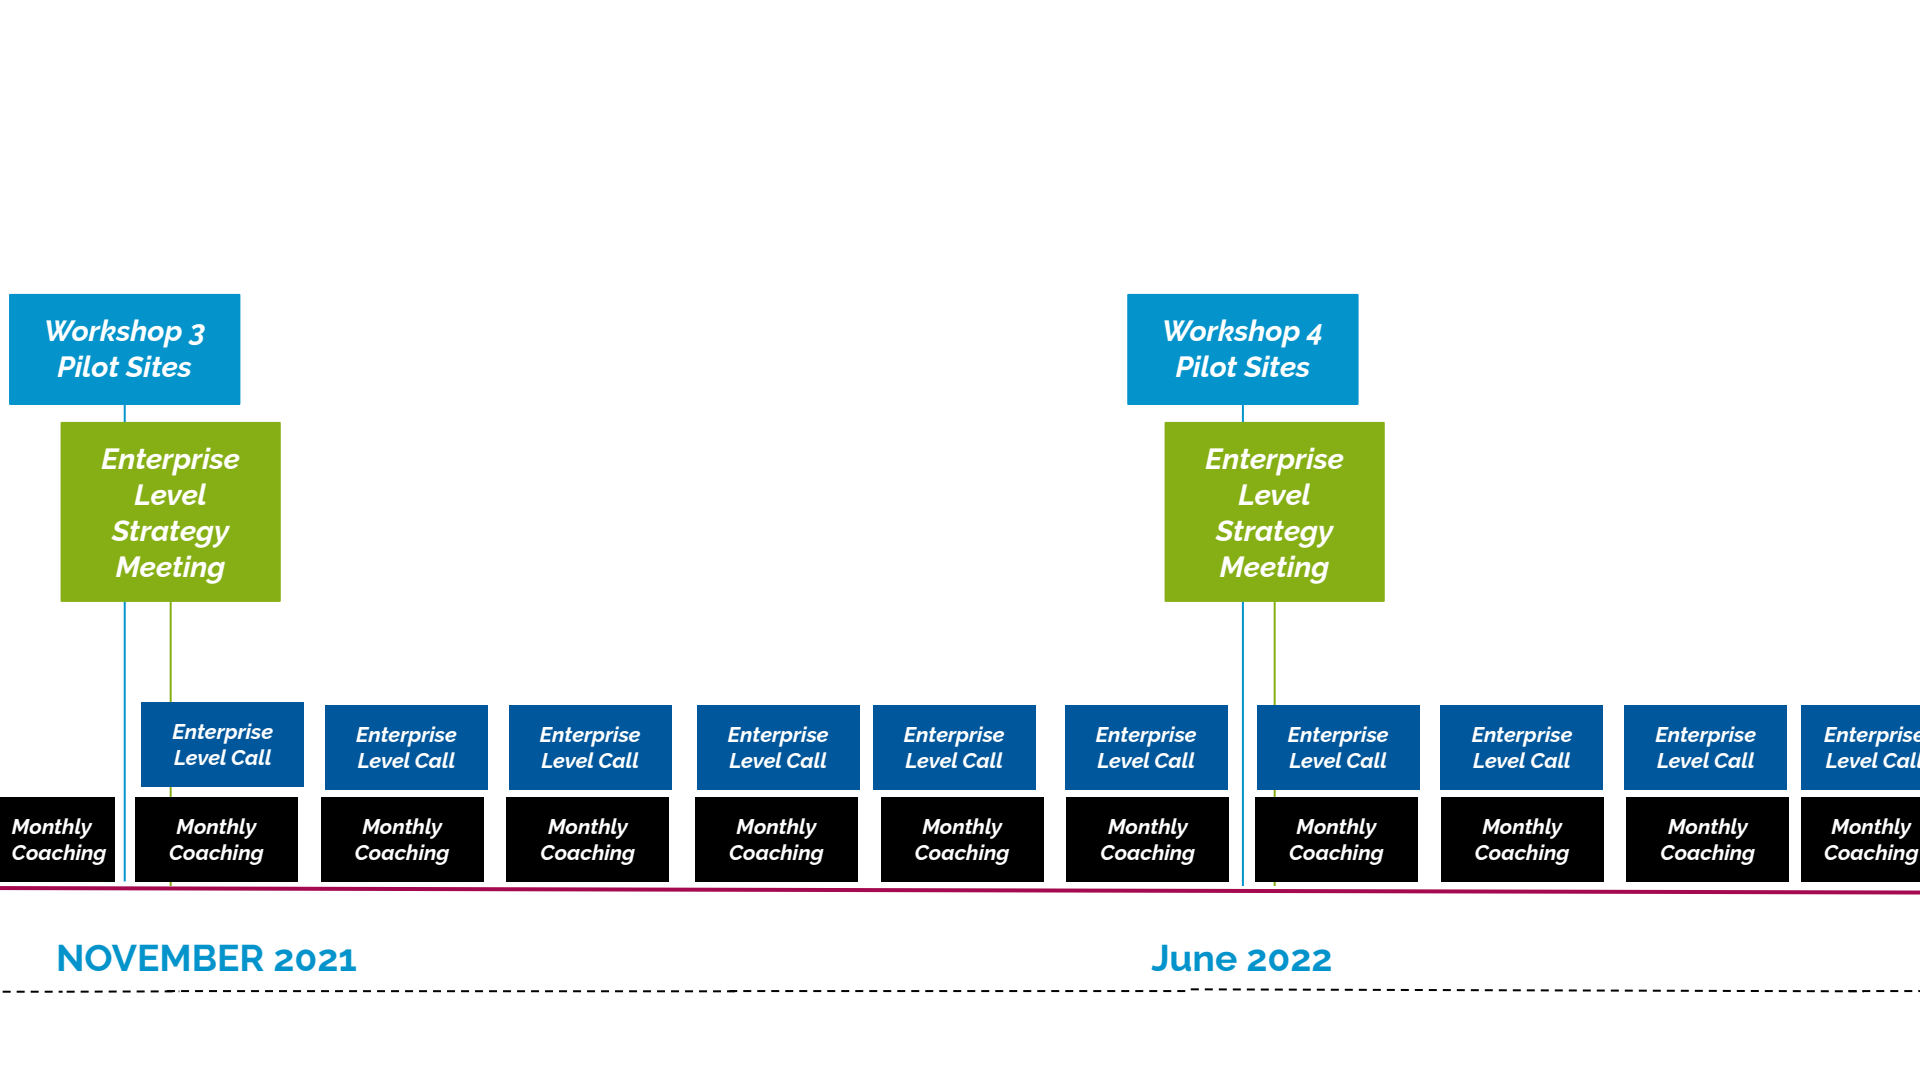 Workshop 3
Pilot Sites
Workshop 4
Pilot Sites
Enterprise
Level
Strategy
Meeting
Enterprise
Level
Strategy
Meeting
Enterprise
Level Call
Enterprise
Level Call
Enterprise
Level Call
Enterprise
Level Call
Enterprise
Level Call
Enterprise
Level Call
Enterprise
Level Call
Enterprise
Level Call
Enterprise
Level Call
Enterprise
Level Call
Monthly
Coaching
Monthly
Coaching
Monthly
Coaching
Monthly
Coaching
Monthly
Coaching
Monthly
Coaching
Monthly
Coaching
Monthly
Coaching
Monthly
Coaching
Monthly
Coaching
Monthly
Coaching
NOVEMBER 2021
June 2022